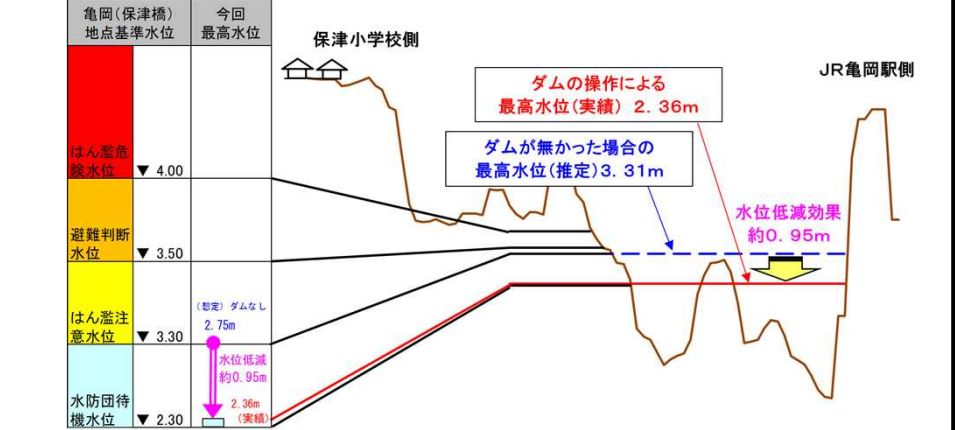 亀岡(保津橋)
地点基準水位
今回
最高水位
はん濫危
険水位
▼ 4.00
避難判断
水位
▼ 3.50
はん濫注
意水位
▼ 3.30
水防団待
機水位
▼ 2.30
(想定)ダムなし
2.75m
水位低減
約0.95m
2.36m
(実績)
保津小学校側
JR亀岡駅側
ダムの操作による
最高水位(実績) 2.36m
ダムが無かった場合の
最高水位(推定)3.31m
水位低減効果
約0.95m